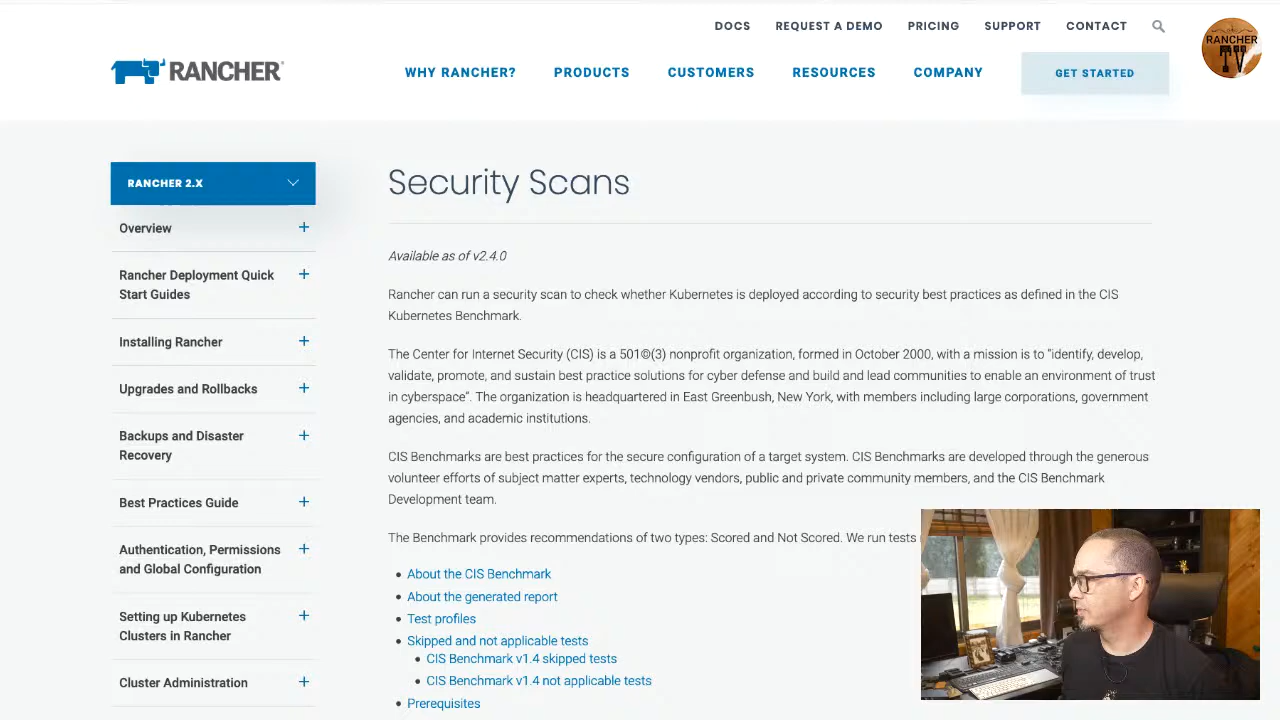 DOCS REQUEST A DEMO PRICING SUPPORT CONTACT
RANCHER TV
RANCHER
WHY RANCHER? PRODUCTS CUSTOMERS RESOURCES COMPANY GET STARTED
RANCHER 2.X
Overview
Rancher Deployment Quick
Start Guides
Installing Rancher
Upgrades and Rollbacks
Backups and Disaster
Recovery
Best Practices Guide
Authentication, Permissions
and Global Configuration
Setting up Kubernetes
Clusters in Rancher
Cluster Administration
Security Scans
Available as of v2.4.0
Rancher can run a security scan to check whether Kubernetes is deployed according to security best practices as defined in the CIS
Kubernetes Benchmark.
The Center for Internet Security (CIS) is a 501©(3) nonprofit organization, formed in October 2000, with a mission is to "identify, develop,
validate, promote, and sustain best practice solutions for cyber defense and build and lead communities to enable an environment of trust
in cyberspace". The organization is headquartered in East Greenbush, New York, with members including large corporations, government
agencies, and academic institutions.
CIS Benchmarks are best practices for the secure configuration of a target system. CIS Benchmarks are developed through the generous
volunteer efforts of subject matter experts, technology vendors, public and private community members, and the CIS Benchmark
Development team.
The Benchmark provides recommendations of two types: Scored and Not Scored. We run tests
About the CIS Benchmark
About the generated report
Test profiles
Skipped and not applicable tests
CIS Benchmark v1.4 skipped tests
CIS Benchmark v1.4 not applicable tests
Prerequisites